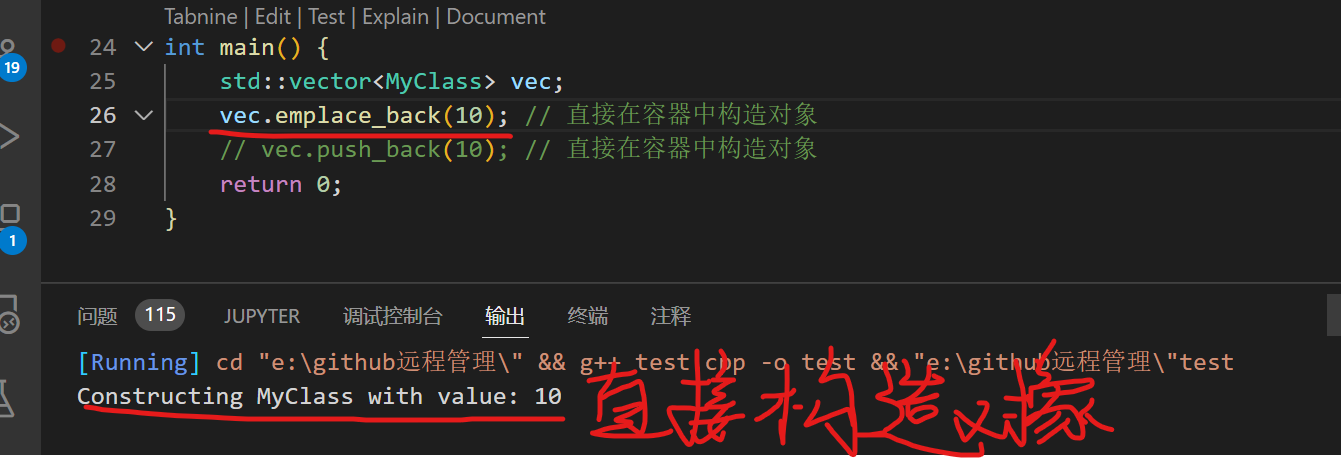 Tabnine | Edit | Test | Explain | Document
24 int main() {
25 std::vector<MyClass> vec;
26 vec.emplace_back(10); // 直接在容器中构造对象
27 // vec.push_back(10); // 直接在容器中构造对象
28 return 0;
29 }
19
1
问题 115 JUPYTER 调试控制台 输出 终端 注释
[Running] cd "e:\github远程管理\" && g++ test.cpp -o test && "e:\github远程管理\"test
Constructing MyClass with value: 10
直接构造对象